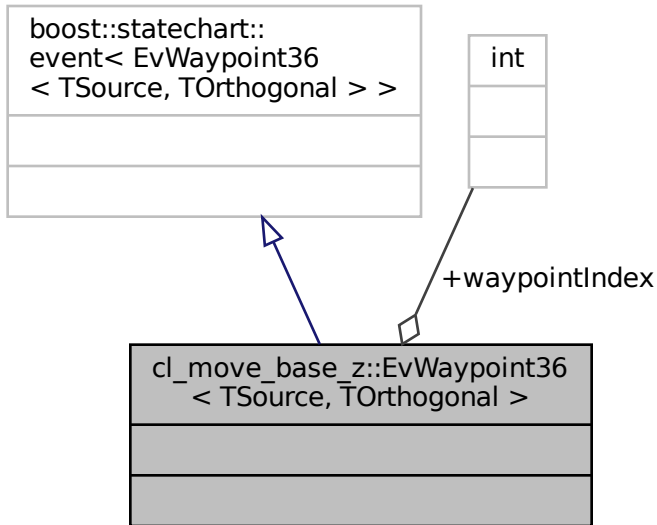 boost::statechart::
event< EvWaypoint36
< TSource, TOrthogonal > >
int
+waypointIndex
cl_move_base_z::EvWaypoint36
< TSource, TOrthogonal >